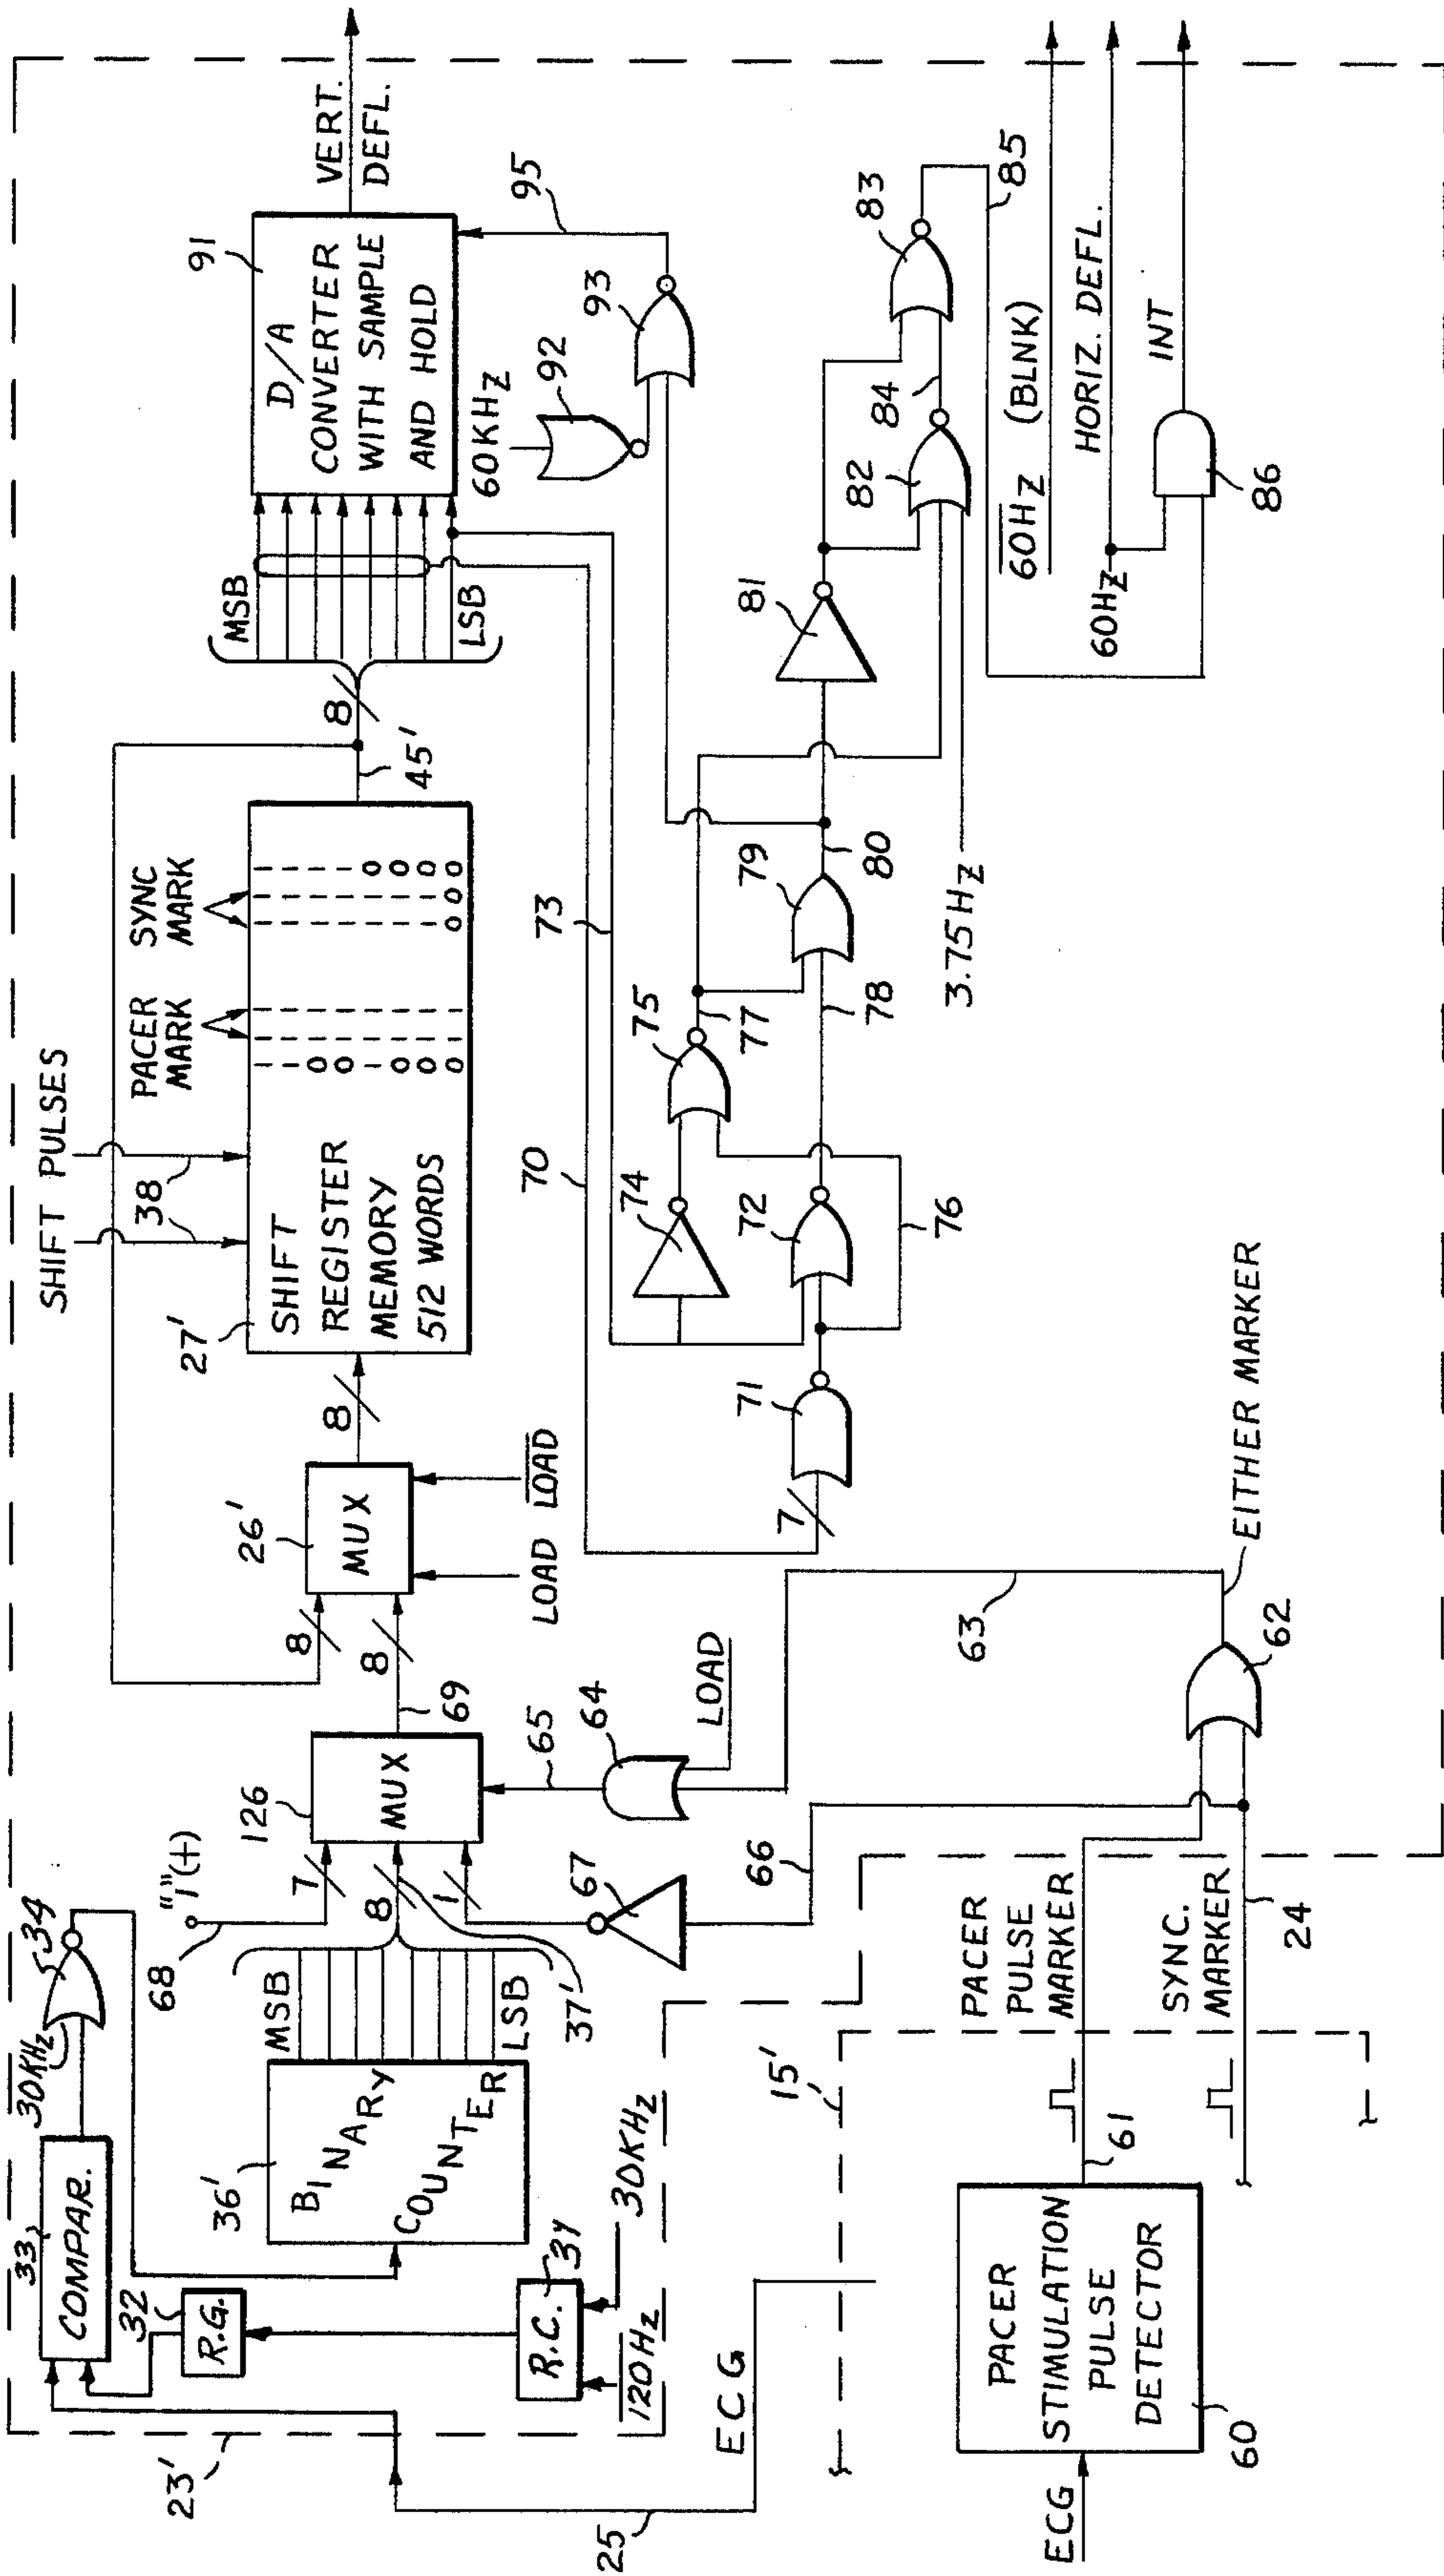 23'
33
COMPAR.
30KHz
34
32
R.G.
R.C.
31
120Hz
30KHz
25
ECG
36'
BINARY
COUNTER
MSB
LSB
37'
68
"1"(+)
7
8
1
67
126
MUX
69
65
64
LOAD
66
63
8
8
26'
MUX
LOAD
LOAD
8
27'
SHIFT
REGISTER
MEMORY
512 WORDS
SHIFT PULSES
38
PACER
MARK
SYNC
MARK
45'
8
MSB
LSB
91
D/A
CONVERTER
WITH SAMPLE
AND HOLD
VERT.
DEFL.
95
60KHz
92
93
70
73
7
71
72
74
75
76
77
78
79
80
3.75Hz
81
82
83
84
85
60Hz (BLNK)
60Hz
HORIZ. DEFL.
INT
86
ECG
PACER
STIMULATION
PULSE
DETECTOR
60
61
15'
PACER
PULSE
MARKER
SYNC.
MARKER
24
62
EITHER MARKER